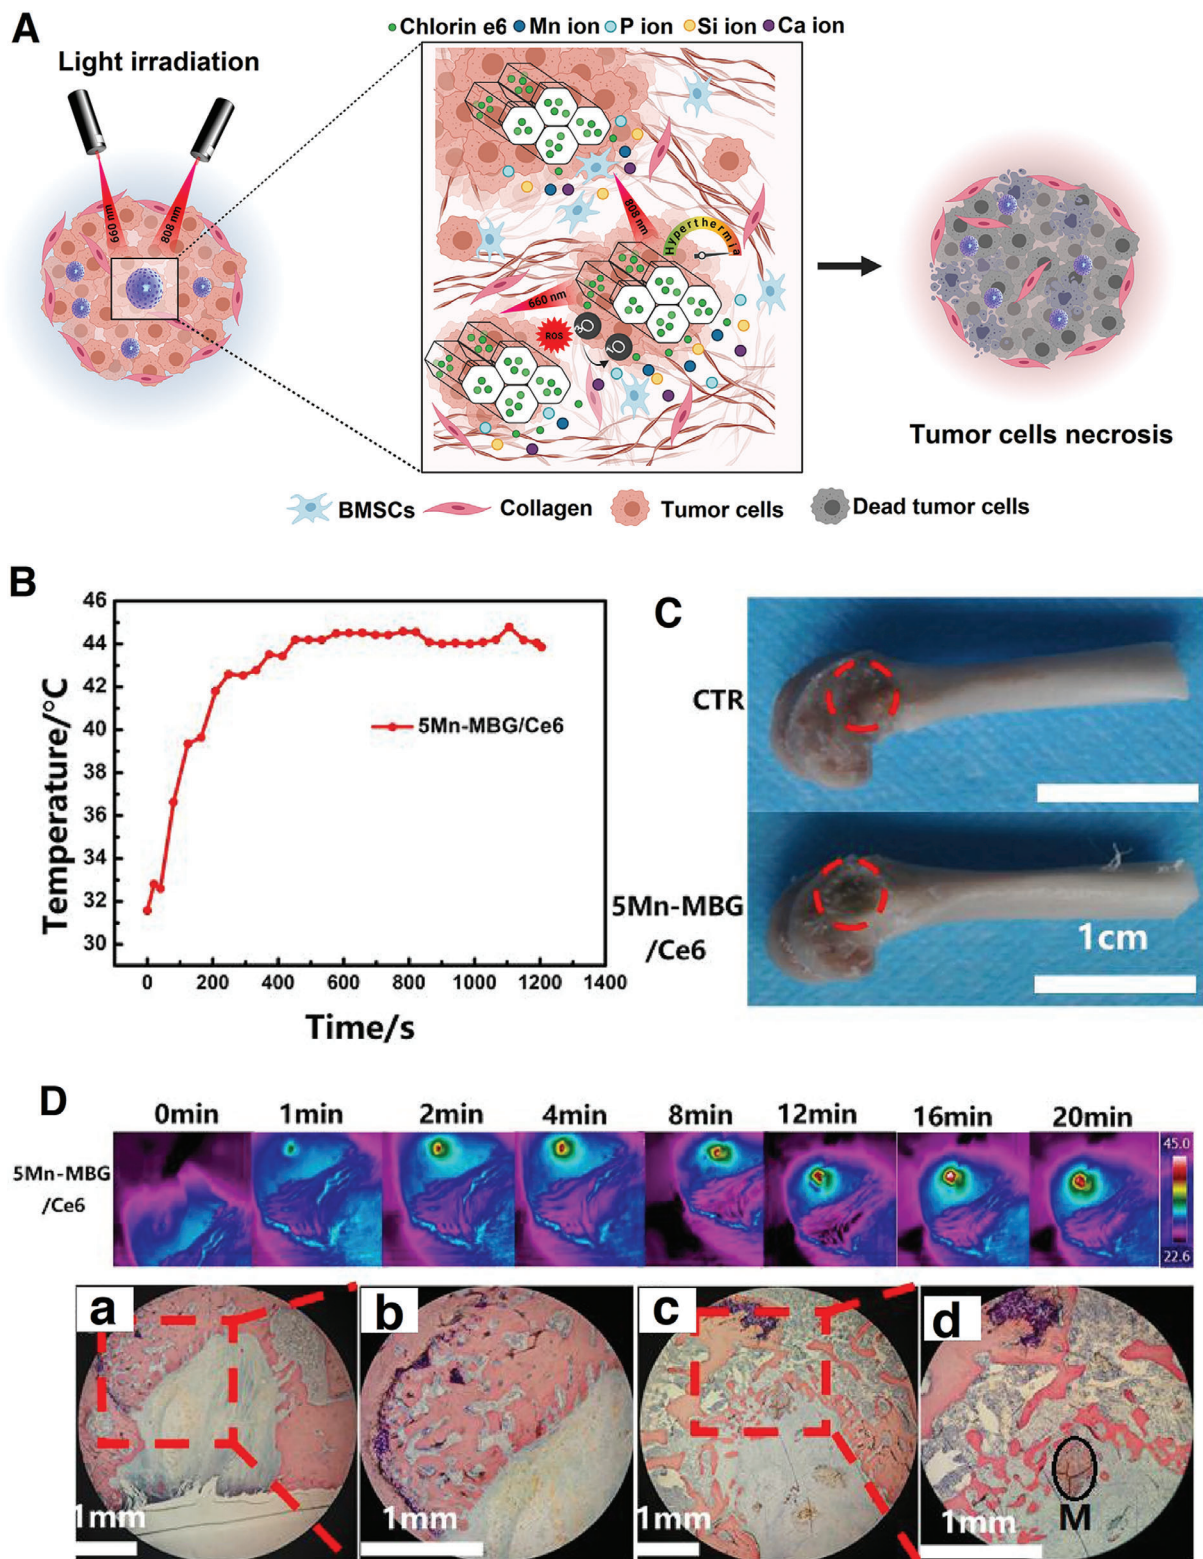 A
Chlorin e6 Mn ion P ion Si ion Ca ion
Light irradiation
660 nm
808 nm
808 nm
Hyperthermia
660 nm
ROS
Tumor cells necrosis
BMSCs Collagen Tumor cells Dead tumor cells
B
46
44
42
40
38
36
34
32
30
Temperature/°C
5Mn-MBG/Ce6
0 200 400 600 800 1000 1200 1400
Time/s
C
CTR
5Mn-MBG
/Ce6
1cm
D
0min 1min 2min 4min 8min 12min 16min 20min
5Mn-MBG
/Ce6
45.0
22.6
a b c d
M
1mm 1mm 1mm 1mm